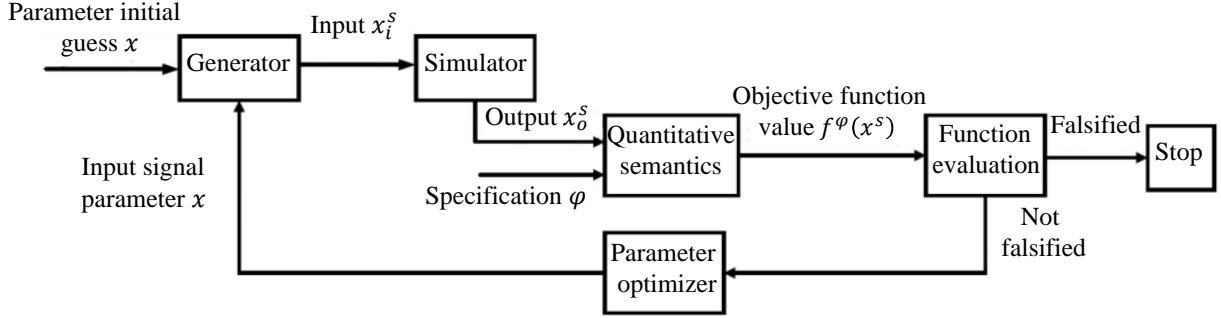 Parameter initial
guess x
Generator
Input x_i^s
Simulator
Output x_o^s
Specification φ
Quantitative
semantics
Objective function
value f^φ(x^s)
Function
evaluation
Falsified
Stop
Not
falsified
Parameter
optimizer
Input signal
parameter x